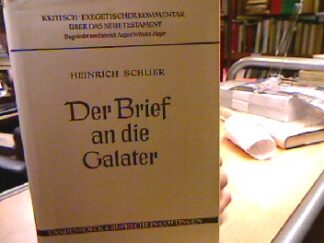 KRITISCH-EXEGETISCHER KOMMENTAR
ÜBER DAS NEUE TESTAMENT
Begründet von Heinrich August Wilhelm Meyer
HEINRICH SCHLIER
Der Brief
an die
Galater
VANDENHOECK & RUPRECHT IN GÖTTINGEN